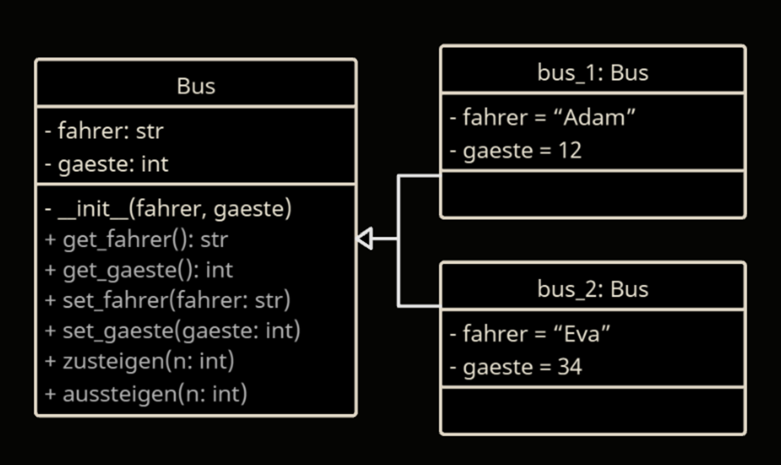 Bus
- fahrer: str
- gaeste: int
- __init__(fahrer, gaeste)
+ get_fahrer(): str
+ get_gaeste(): int
+ set_fahrer(fahrer: str)
+ set_gaeste(gaeste: int)
+ zusteigen(n: int)
+ aussteigen(n: int)
bus_1: Bus
- fahrer = “Adam”
- gaeste = 12
bus_2: Bus
- fahrer = “Eva”
- gaeste = 34